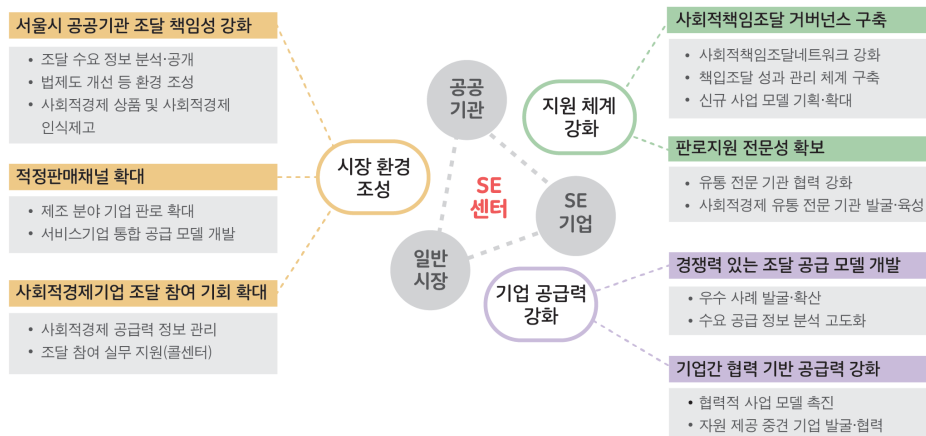 서울시 공공기관 조달 책임성 강화
• 조달 수요 정보 분석·공개
• 법제도 개선 등 환경 조성
• 사회적경제 상품 및 사회적경제
인식제고
적정판매채널 확대
• 제조 분야 기업 판로 확대
• 서비스기업 통합 공급 모델 개발
사회적경제기업 조달 참여 기회 확대
• 사회적경제 공급력 정보 관리
• 조달 참여 실무 지원(콜센터)
시장 환경
조성
공공
기관
SE
센터
SE
기업
일반
시장
지원 체계
강화
기업 공급력
강화
사회적책임조달 거버넌스 구축
• 사회적책임조달네트워크 강화
• 책입조달 성과 관리 체계 구축
• 신규 사업 모델 기획·확대
판로지원 전문성 확보
• 유통 전문 기관 협력 강화
• 사회적경제 유통 전문 기관 발굴·육성
경쟁력 있는 조달 공급 모델 개발
• 우수 사례 발굴·확산
• 수요 공급 정보 분석 고도화
기업간 협력 기반 공급력 강화
• 협력적 사업 모델 촉진
• 자원 제공 중견 기업 발굴·협력